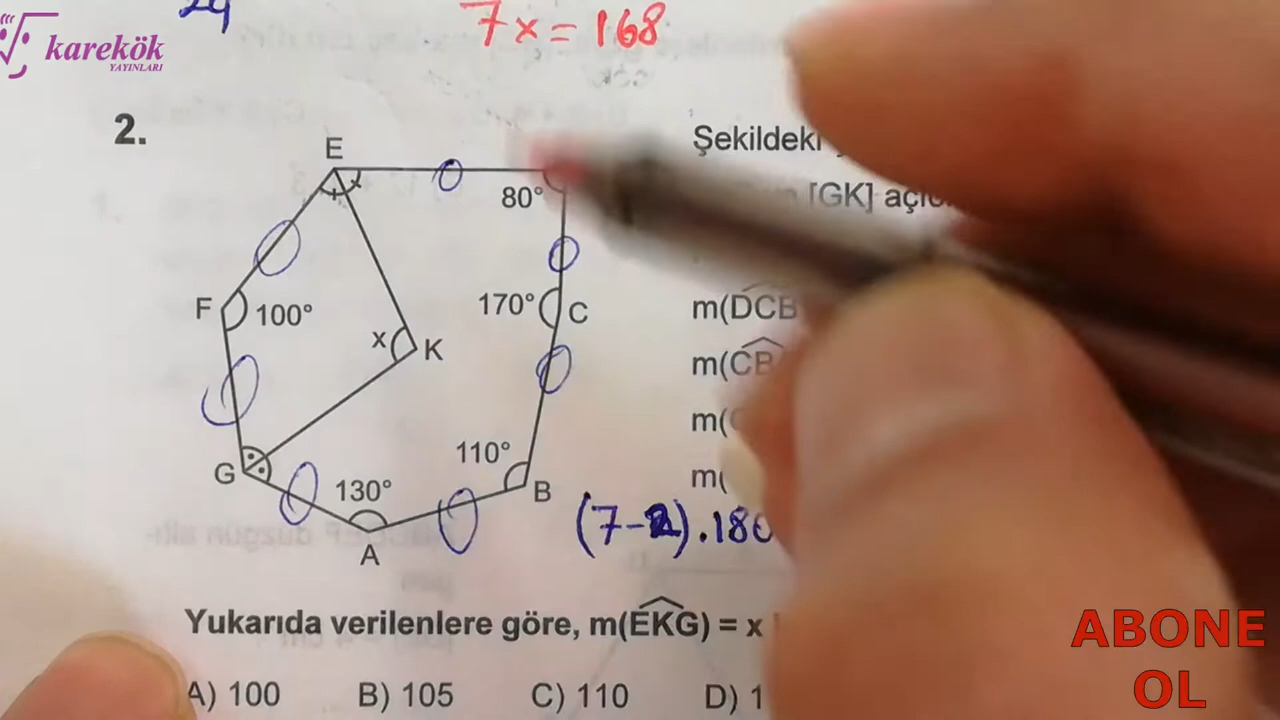 24
7x = 168
karekök
YAYINLARI
2.
Şekildeki
[GK]
E
80°
F
100°
170°
C
x
K
m(DCB
m(CB
m(
m(
G
130°
110°
B
A
(7-2).180
Yukarıda verilenlere göre, m(EKG) = x
A) 100 B) 105 C) 110 D) 1
ABONE
OL